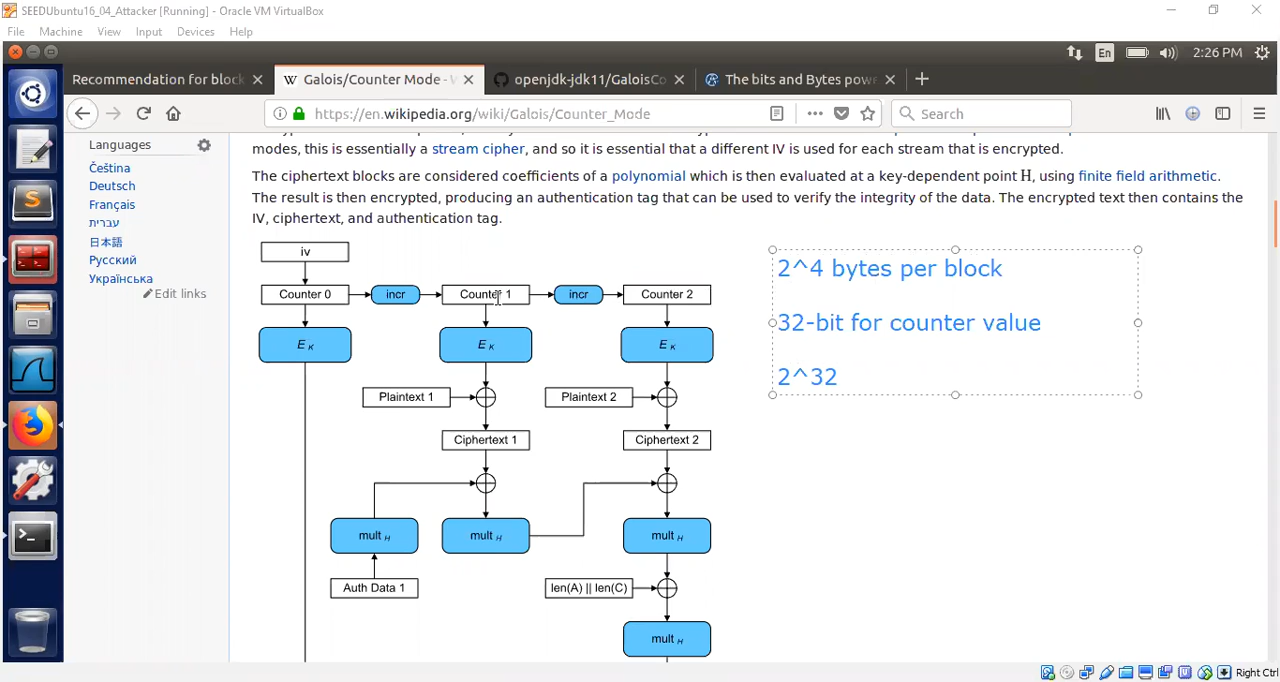 SEEDUbuntu16_04_Attacker [Running] - Oracle VM VirtualBox
File Machine View Input Devices Help
En 2:26 PM
Recommendation for block
Galois/Counter Mode - W
openjdk-jdk11/GaloisCo
The bits and Bytes pow
https://en.wikipedia.org/wiki/Galois/Counter_Mode
Search
Languages
Čeština
Deutsch
Français
עברית
日本語
Русский
Українська
Edit links
modes, this is essentially a stream cipher, and so it is essential that a different IV is used for each stream that is encrypted.
The ciphertext blocks are considered coefficients of a polynomial which is then evaluated at a key-dependent point H, using finite field arithmetic.
The result is then encrypted, producing an authentication tag that can be used to verify the integrity of the data. The encrypted text then contains the
IV, ciphertext, and authentication tag.
iv
Counter 0 incr Counter 1 incr Counter 2
E K E K E K
Plaintext 1 Plaintext 2
Ciphertext 1 Ciphertext 2
mult H mult H mult H
Auth Data 1 len(A) || len(C)
mult H
2^4 bytes per block
32-bit for counter value
2^32
Right Ctrl